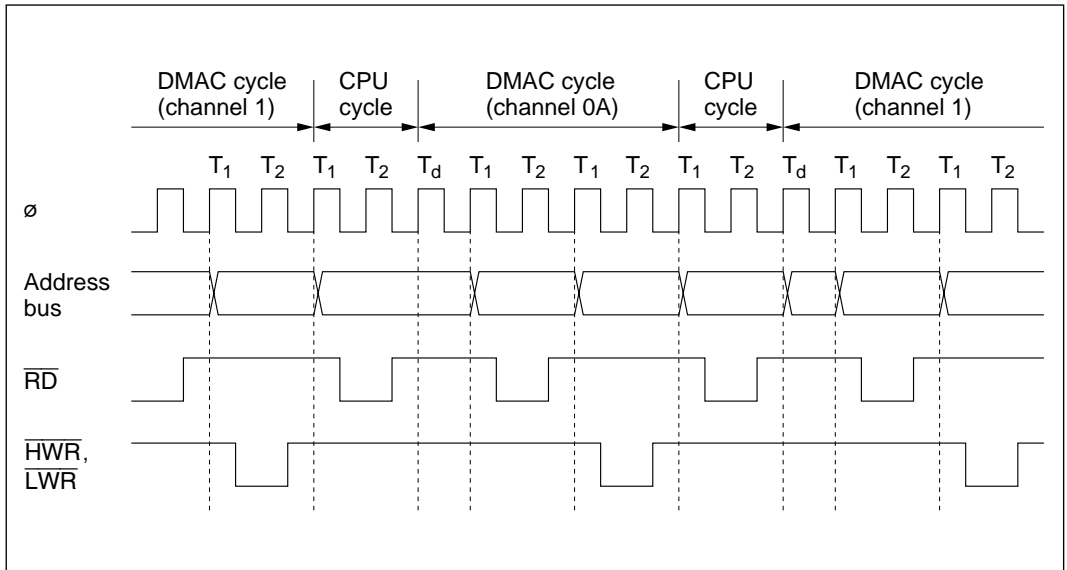 DMAC cycle (channel 1)
CPU cycle
DMAC cycle (channel 0A)
CPU cycle
DMAC cycle (channel 1)
T1 T2 T1 T2 Td T1 T2 T1 T2 T1 T2 Td T1 T2 T1 T2
ø
Address bus
RD
HWR,
LWR